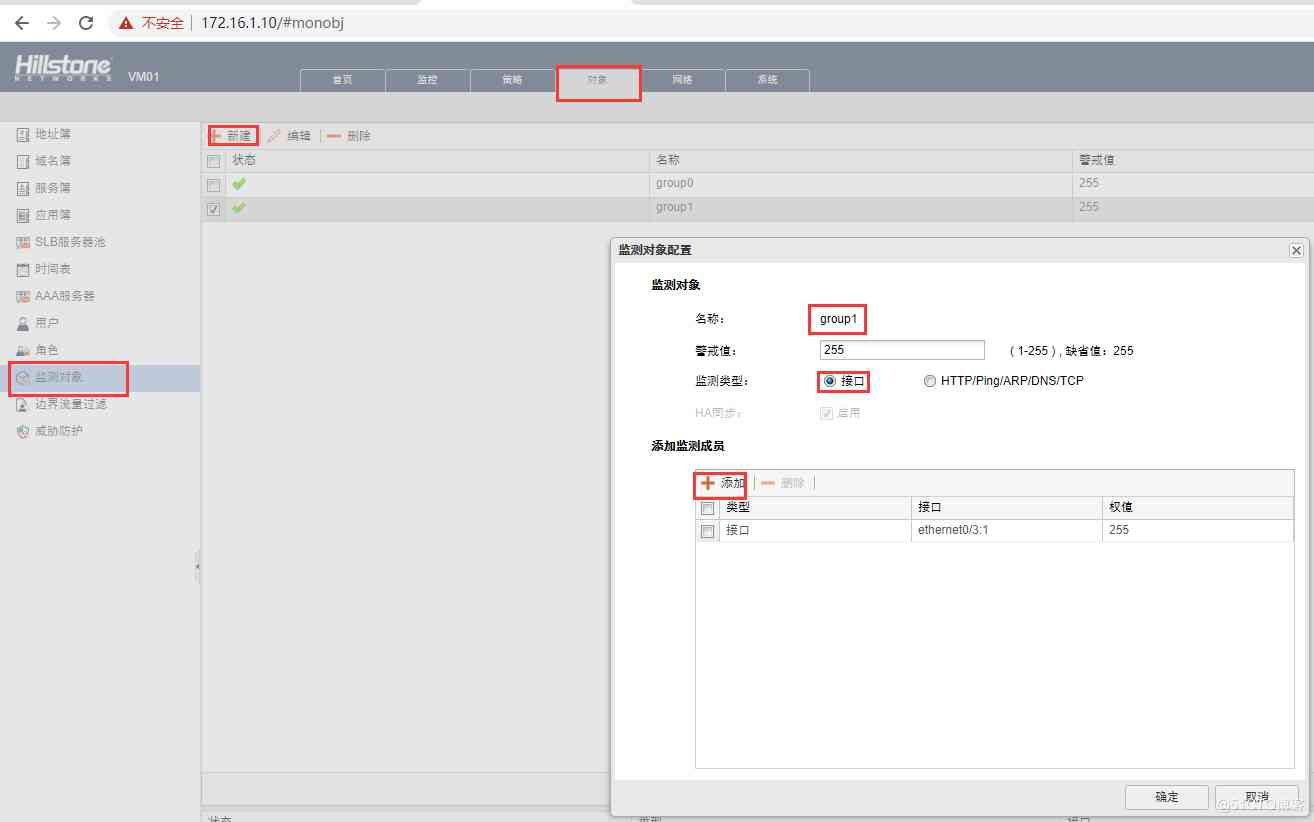 不安全 172.16.1.10/#monobj
Hillstone
NETWORKS VM01
首页 监控 策略 对象 网络 系统
地址簿
域名簿
服务簿
应用簿
SLB服务器池
时间表
AAA服务器
用户
角色
监测对象
边界流量过滤
威胁防护
新建 编辑 删除
状态 名称 警戒值
group0 255
group1 255
监测对象配置
监测对象
名称: group1
警戒值: 255 (1-255) , 缺省值: 255
监测类型: 接口 HTTP/Ping/ARP/DNS/TCP
HA同步: 启用
添加监测成员
添加 删除
类型 接口 权值
接口 ethernet0/3:1 255
确定 取消
@51CTO博客
状态 类型 接口